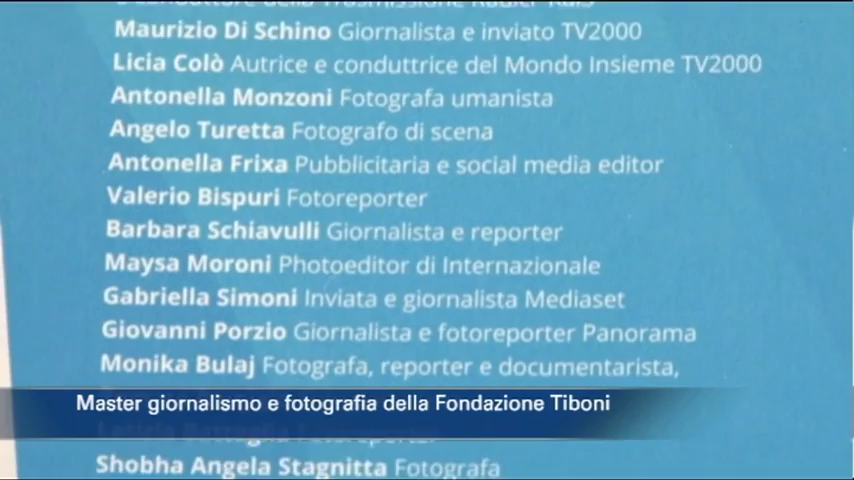 Maurizio Di Schino Giornalista e inviato TV2000
Licia Colò Autrice e conduttrice del Mondo Insieme TV2000
Antonella Monzoni Fotografa umanista
Angelo Turetta Fotografo di scena
Antonella Frixa Pubblicitaria e social media editor
Valerio Bispuri Fotoreporter
Barbara Schiavulli Giornalista e reporter
Maysa Moroni Photoeditor di Internazionale
Gabriella Simoni Inviata e giornalista Mediaset
Giovanni Porzio Giornalista e fotoreporter Panorama
Monika Bulaj Fotografa, reporter e documentarista,
Master giornalismo e fotografia della Fondazione Tiboni
Shobha Angela Stagnitta Fotografa